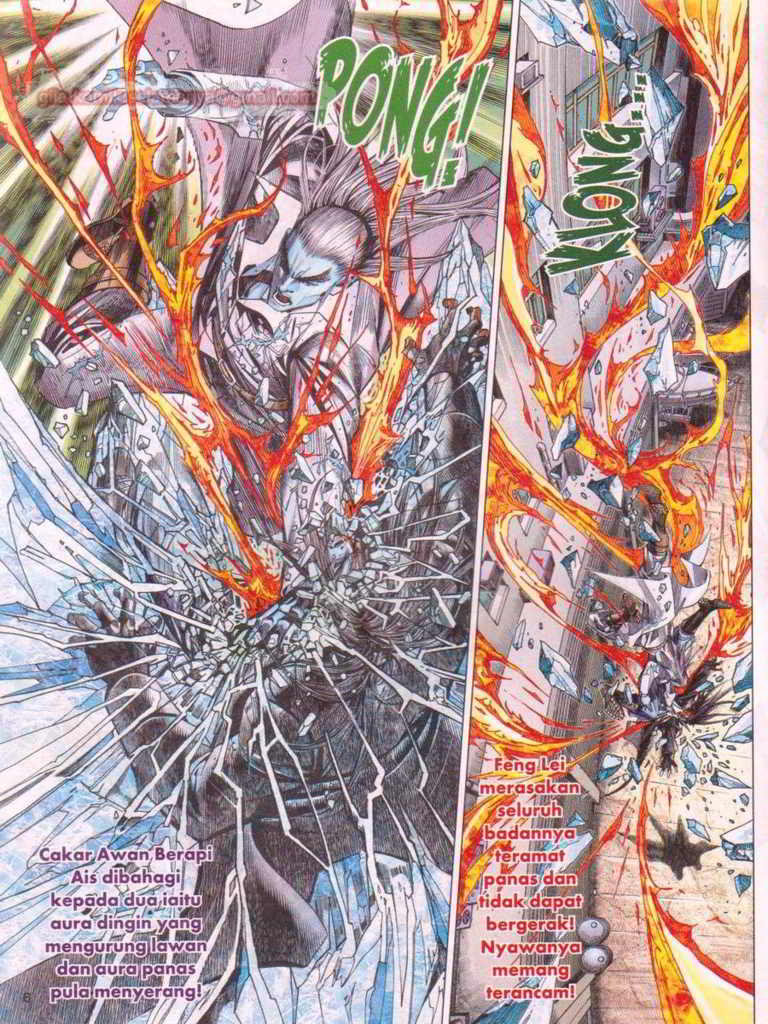 PONG!
KLONG...
Cakar Awan Berapi
Ais dibahagi
kepada dua iaitu
aura dingin yang
mengurung lawan
dan aura panas
pula menyerang!
Feng Lei
merasakan
seluruh
badannya
teramat
panas dan
tidak dapat
bergerak!
Nyawanya
memang
terancam!
6